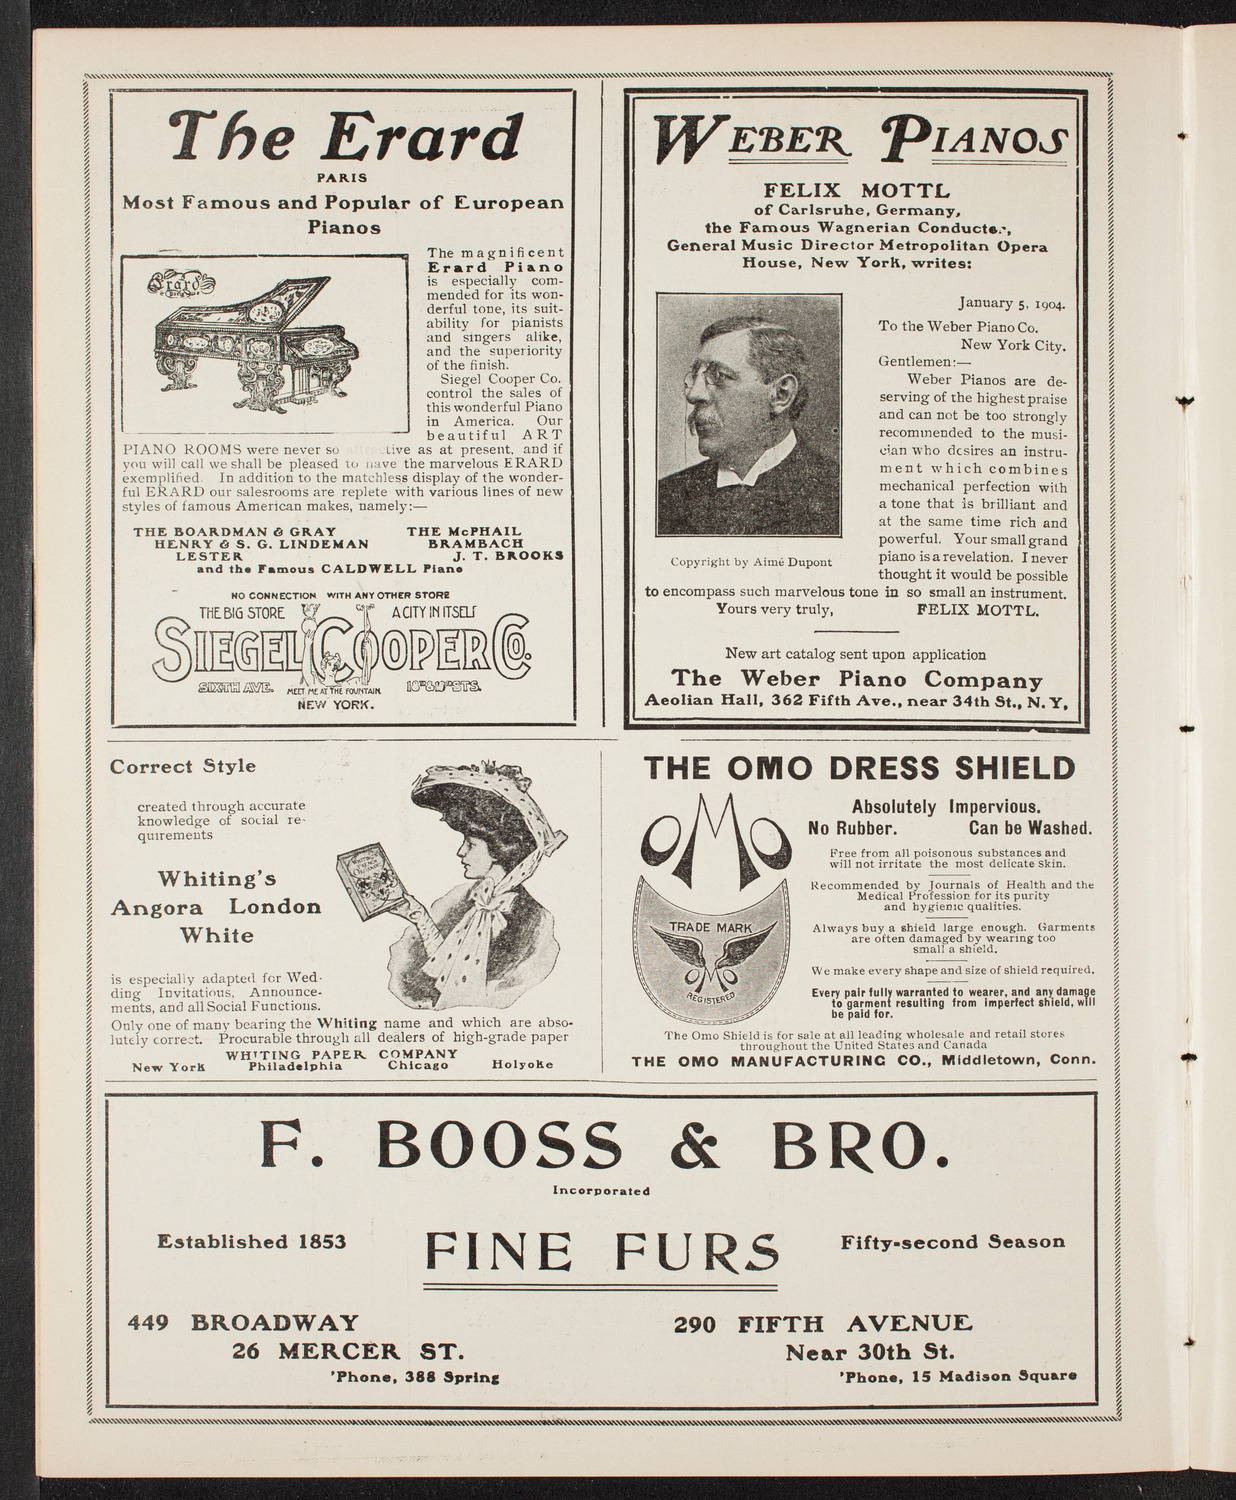 The Erard
PARIS
Most Famous and Popular of European
Pianos
Erard
Paris
The magnificent
Erard Piano
is especially com-
mended for its won-
derful tone, its suit-
ability for pianists
and singers alike,
and the superiority
of the finish.
Siegel Cooper Co.
control the sales of
this wonderful Piano
in America. Our
beautiful ART
PIANO ROOMS were never so attractive as at present, and if
you will call we shall be pleased to have the marvelous ERARD
exemplified. In addition to the matchless display of the wonder-
ful ERARD our salesrooms are replete with various lines of new
styles of famous American makes, namely:—
THE BOARDMAN & GRAY THE McPHAIL
HENRY & S. G. LINDEMAN BRAMBACH
LESTER J. T. BROOKS
and the Famous CALDWELL Piano
NO CONNECTION WITH ANY OTHER STORE
THE BIG STORE A CITY IN ITSELF
SIEGEL COOPER CO.
SIXTH AVE. MEET ME AT THE FOUNTAIN 18TH & 19TH STS.
NEW YORK.
WEBER PIANOS
FELIX MOTTL
of Carlsruhe, Germany,
the Famous Wagnerian Conductor,
General Music Director Metropolitan Opera
House, New York, writes:
January 5, 1904.
To the Weber Piano Co.
New York City.
Gentlemen:—
Weber Pianos are de-
serving of the highest praise
and can not be too strongly
recommended to the musi-
cian who desires an instru-
ment which combines
mechanical perfection with
a tone that is brilliant and
at the same time rich and
powerful. Your small grand
piano is a revelation. I never
thought it would be possible
Copyright by Aimé Dupont
to encompass such marvelous tone in so small an instrument.
Yours very truly, FELIX MOTTL.
New art catalog sent upon application
The Weber Piano Company
Aeolian Hall, 362 Fifth Ave., near 34th St., N. Y.
Correct Style
created through accurate
knowledge of social re-
quirements
Whiting's
Angora London
White
is especially adapted for Wed-
ding Invitations, Announce-
ments, and all Social Functions.
Only one of many bearing the Whiting name and which are abso-
lutely correct. Procurable through all dealers of high-grade paper
WHITING PAPER COMPANY
New York Philadelphia Chicago Holyoke
THE OMO DRESS SHIELD
OMO
TRADE MARK
OMO
REGISTERED
Absolutely Impervious.
No Rubber. Can be Washed.
Free from all poisonous substances and
will not irritate the most delicate skin.
Recommended by Journals of Health and the
Medical Profession for its purity
and hygienic qualities.
Always buy a shield large enough. Garments
are often damaged by wearing too
small a shield.
We make every shape and size of shield required.
Every pair fully warranted to wearer, and any damage
to garment resulting from imperfect shield, will
be paid for.
The Omo Shield is for sale at all leading wholesale and retail stores
throughout the United States and Canada
THE OMO MANUFACTURING CO., Middletown, Conn.
F. BOOSS & BRO.
Incorporated
Established 1853 FINE FURS Fifty-second Season
449 BROADWAY
26 MERCER ST.
'Phone, 388 Spring
290 FIFTH AVENUE
Near 30th St.
'Phone, 15 Madison Square